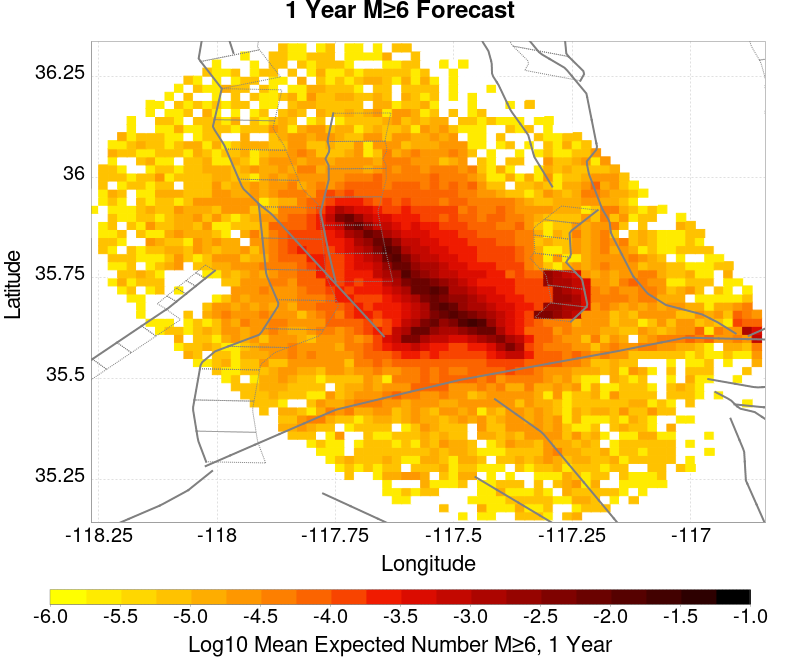 1 Year M≥6 Forecast
36.25
36
35.75
35.5
35.25
Latitude
-118.25 -118 -117.75 -117.5 -117.25 -117
Longitude
-6.0 -5.5 -5.0 -4.5 -4.0 -3.5 -3.0 -2.5 -2.0 -1.5 -1.0
Log10 Mean Expected Number M≥6, 1 Year